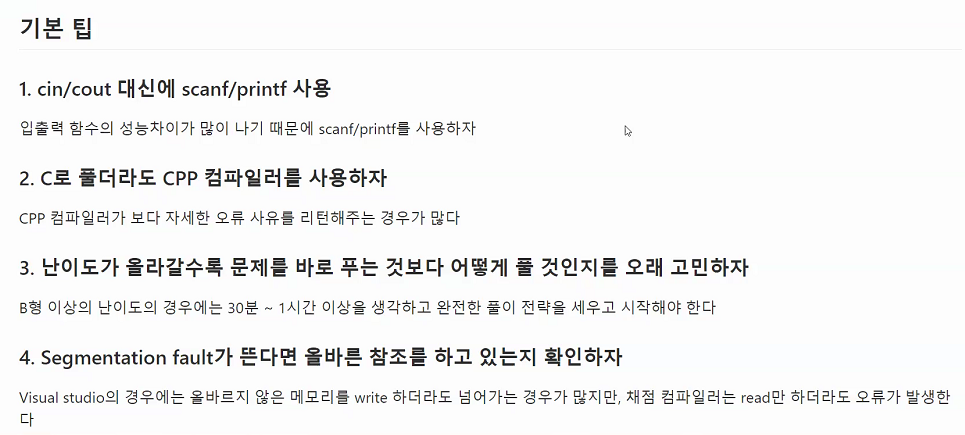 기본 팁
1. cin/cout 대신에 scanf/printf 사용
입출력 함수의 성능차이가 많이 나기 때문에 scanf/printf를 사용하자
2. C로 풀더라도 CPP 컴파일러를 사용하자
CPP 컴파일러가 보다 자세한 오류 사유를 리턴해주는 경우가 많다
3. 난이도가 올라갈수록 문제를 바로 푸는 것보다 어떻게 풀 것인지를 오래 고민하자
B형 이상의 난이도의 경우에는 30분 ~ 1시간 이상을 생각하고 완전한 풀이 전략을 세우고 시작해야 한다
4. Segmentation fault가 뜬다면 올바른 참조를 하고 있는지 확인하자
Visual studio의 경우에는 올바르지 않은 메모리를 write 하더라도 넘어가는 경우가 많지만, 채점 컴파일러는 read만 하더라도 오류가 발생한
다